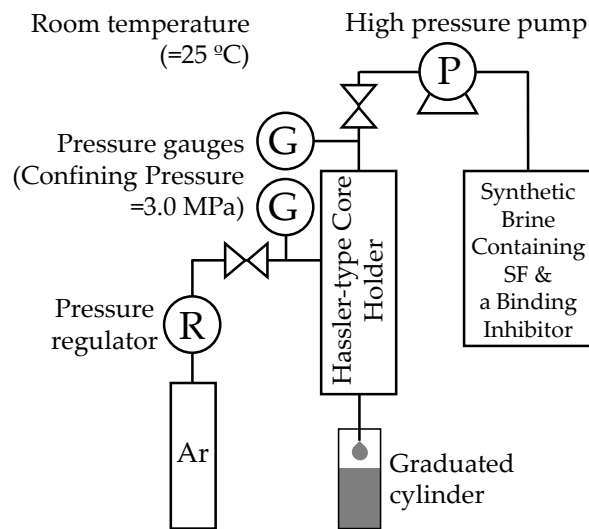 Room temperature
(=25 ºC)
High pressure pump
P
Pressure gauges
(Confining Pressure
=3.0 MPa)
G
G
Hassler-type Core
Holder
Synthetic
Brine
Containing
SF &
a Binding
Inhibitor
Pressure
regulator
R
Ar
Graduated
cylinder